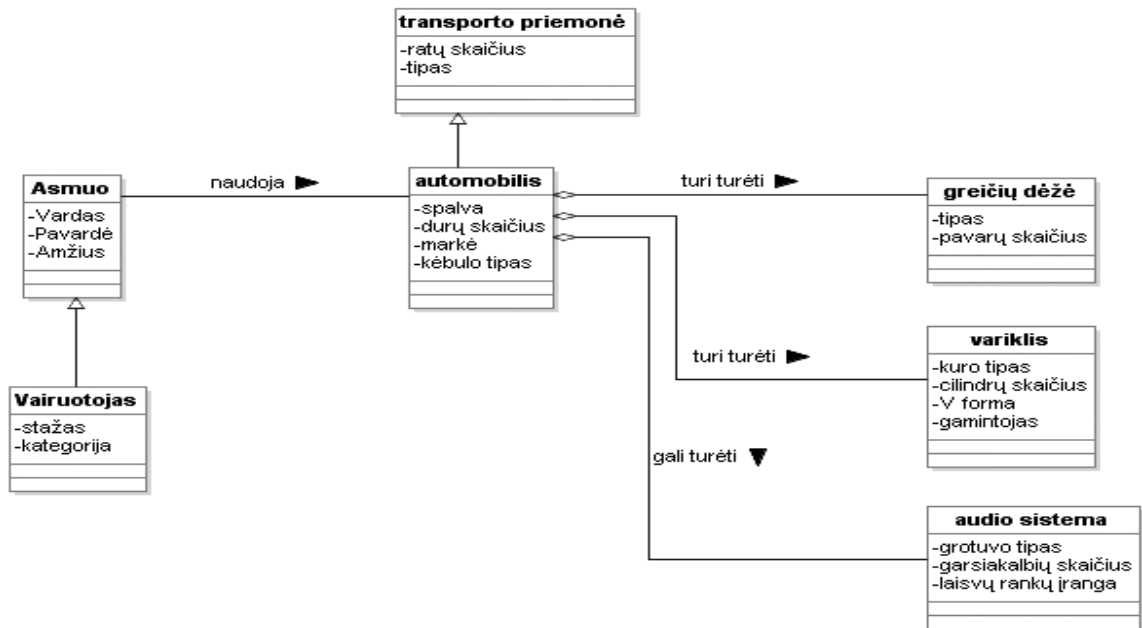 transporto priemonė
-ratų skaičius
-tipas
Asmuo
-Vardas
-Pavardė
-Amžius
naudoja
automobilis
-spalva
-durų skaičius
-markė
-kėbulo tipas
turi turėti
greičių dėžė
-tipas
-pavarų skaičius
turi turėti
variklis
-kuro tipas
-cilindrų skaičius
-V forma
-gamintojas
Vairuotojas
-stažas
-kategorija
gali turėti
audio sistema
-grotuvo tipas
-garsiakalbių skaičius
-laisvų rankų įranga